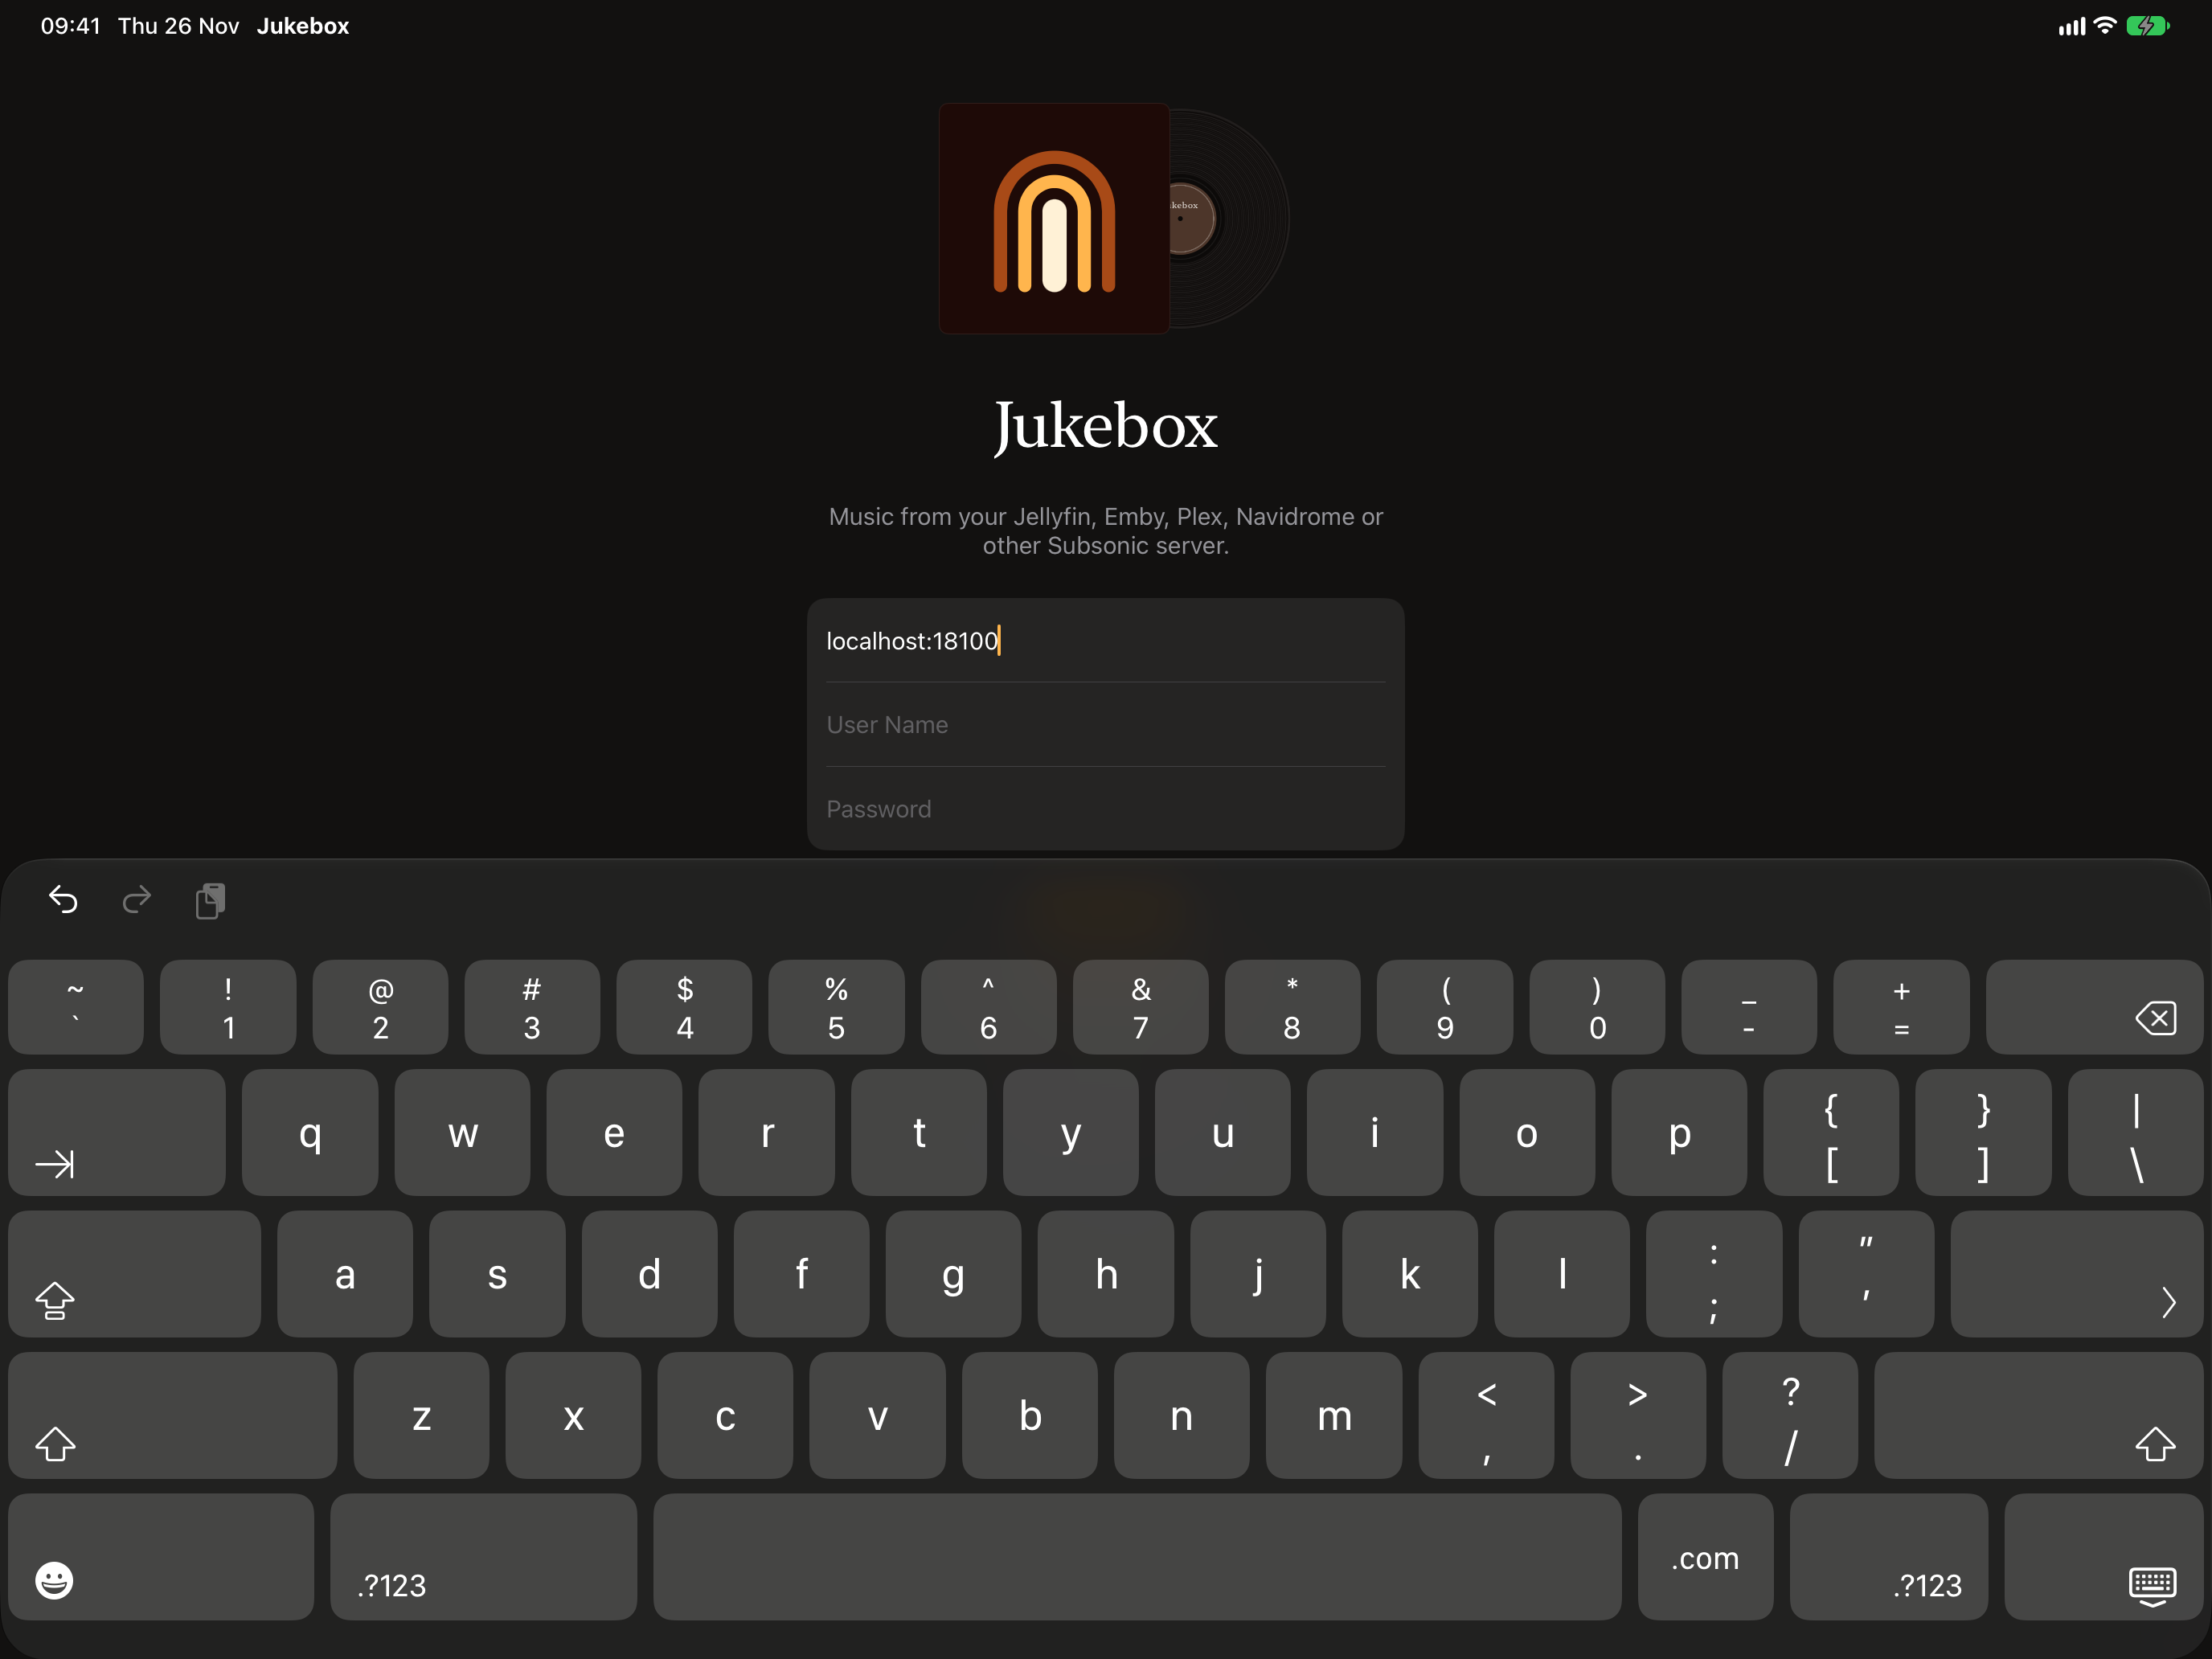 09:41 Thu 26 Nov Jukebox
kebox
Jukebox
Music from your Jellyfin, Emby, Plex, Navidrome or
other Subsonic server.
localhost:18100
User Name
Password
~ ! @ # $ % ^ & * ( ) _ +
` 1 2 3 4 5 6 7 8 9 0 - =
q w e r t y u i o p { } |
[ ] \
a s d f g h j k l : "
; '
z x c v b n m < > ?
, . /
.?123 .com .?123